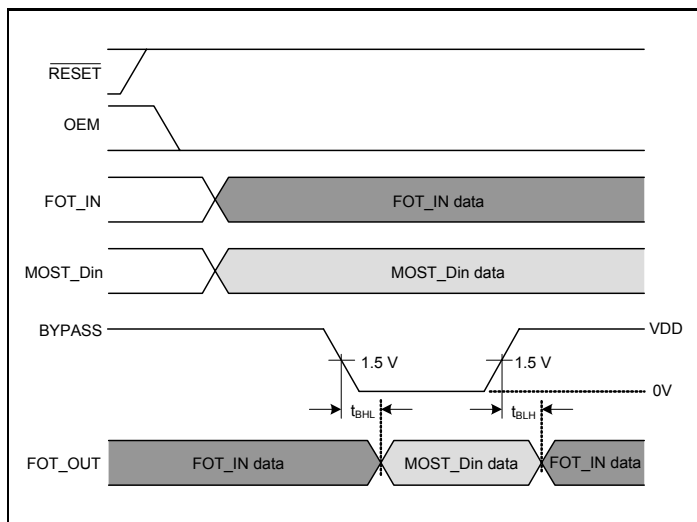 RESET
OEM
FOT_IN
FOT_IN data
MOST_Din
MOST_Din data
BYPASS
VDD
1.5 V
1.5 V
0V
tBHL
tBLH
FOT_OUT
FOT_IN data
MOST_Din data
FOT_IN data